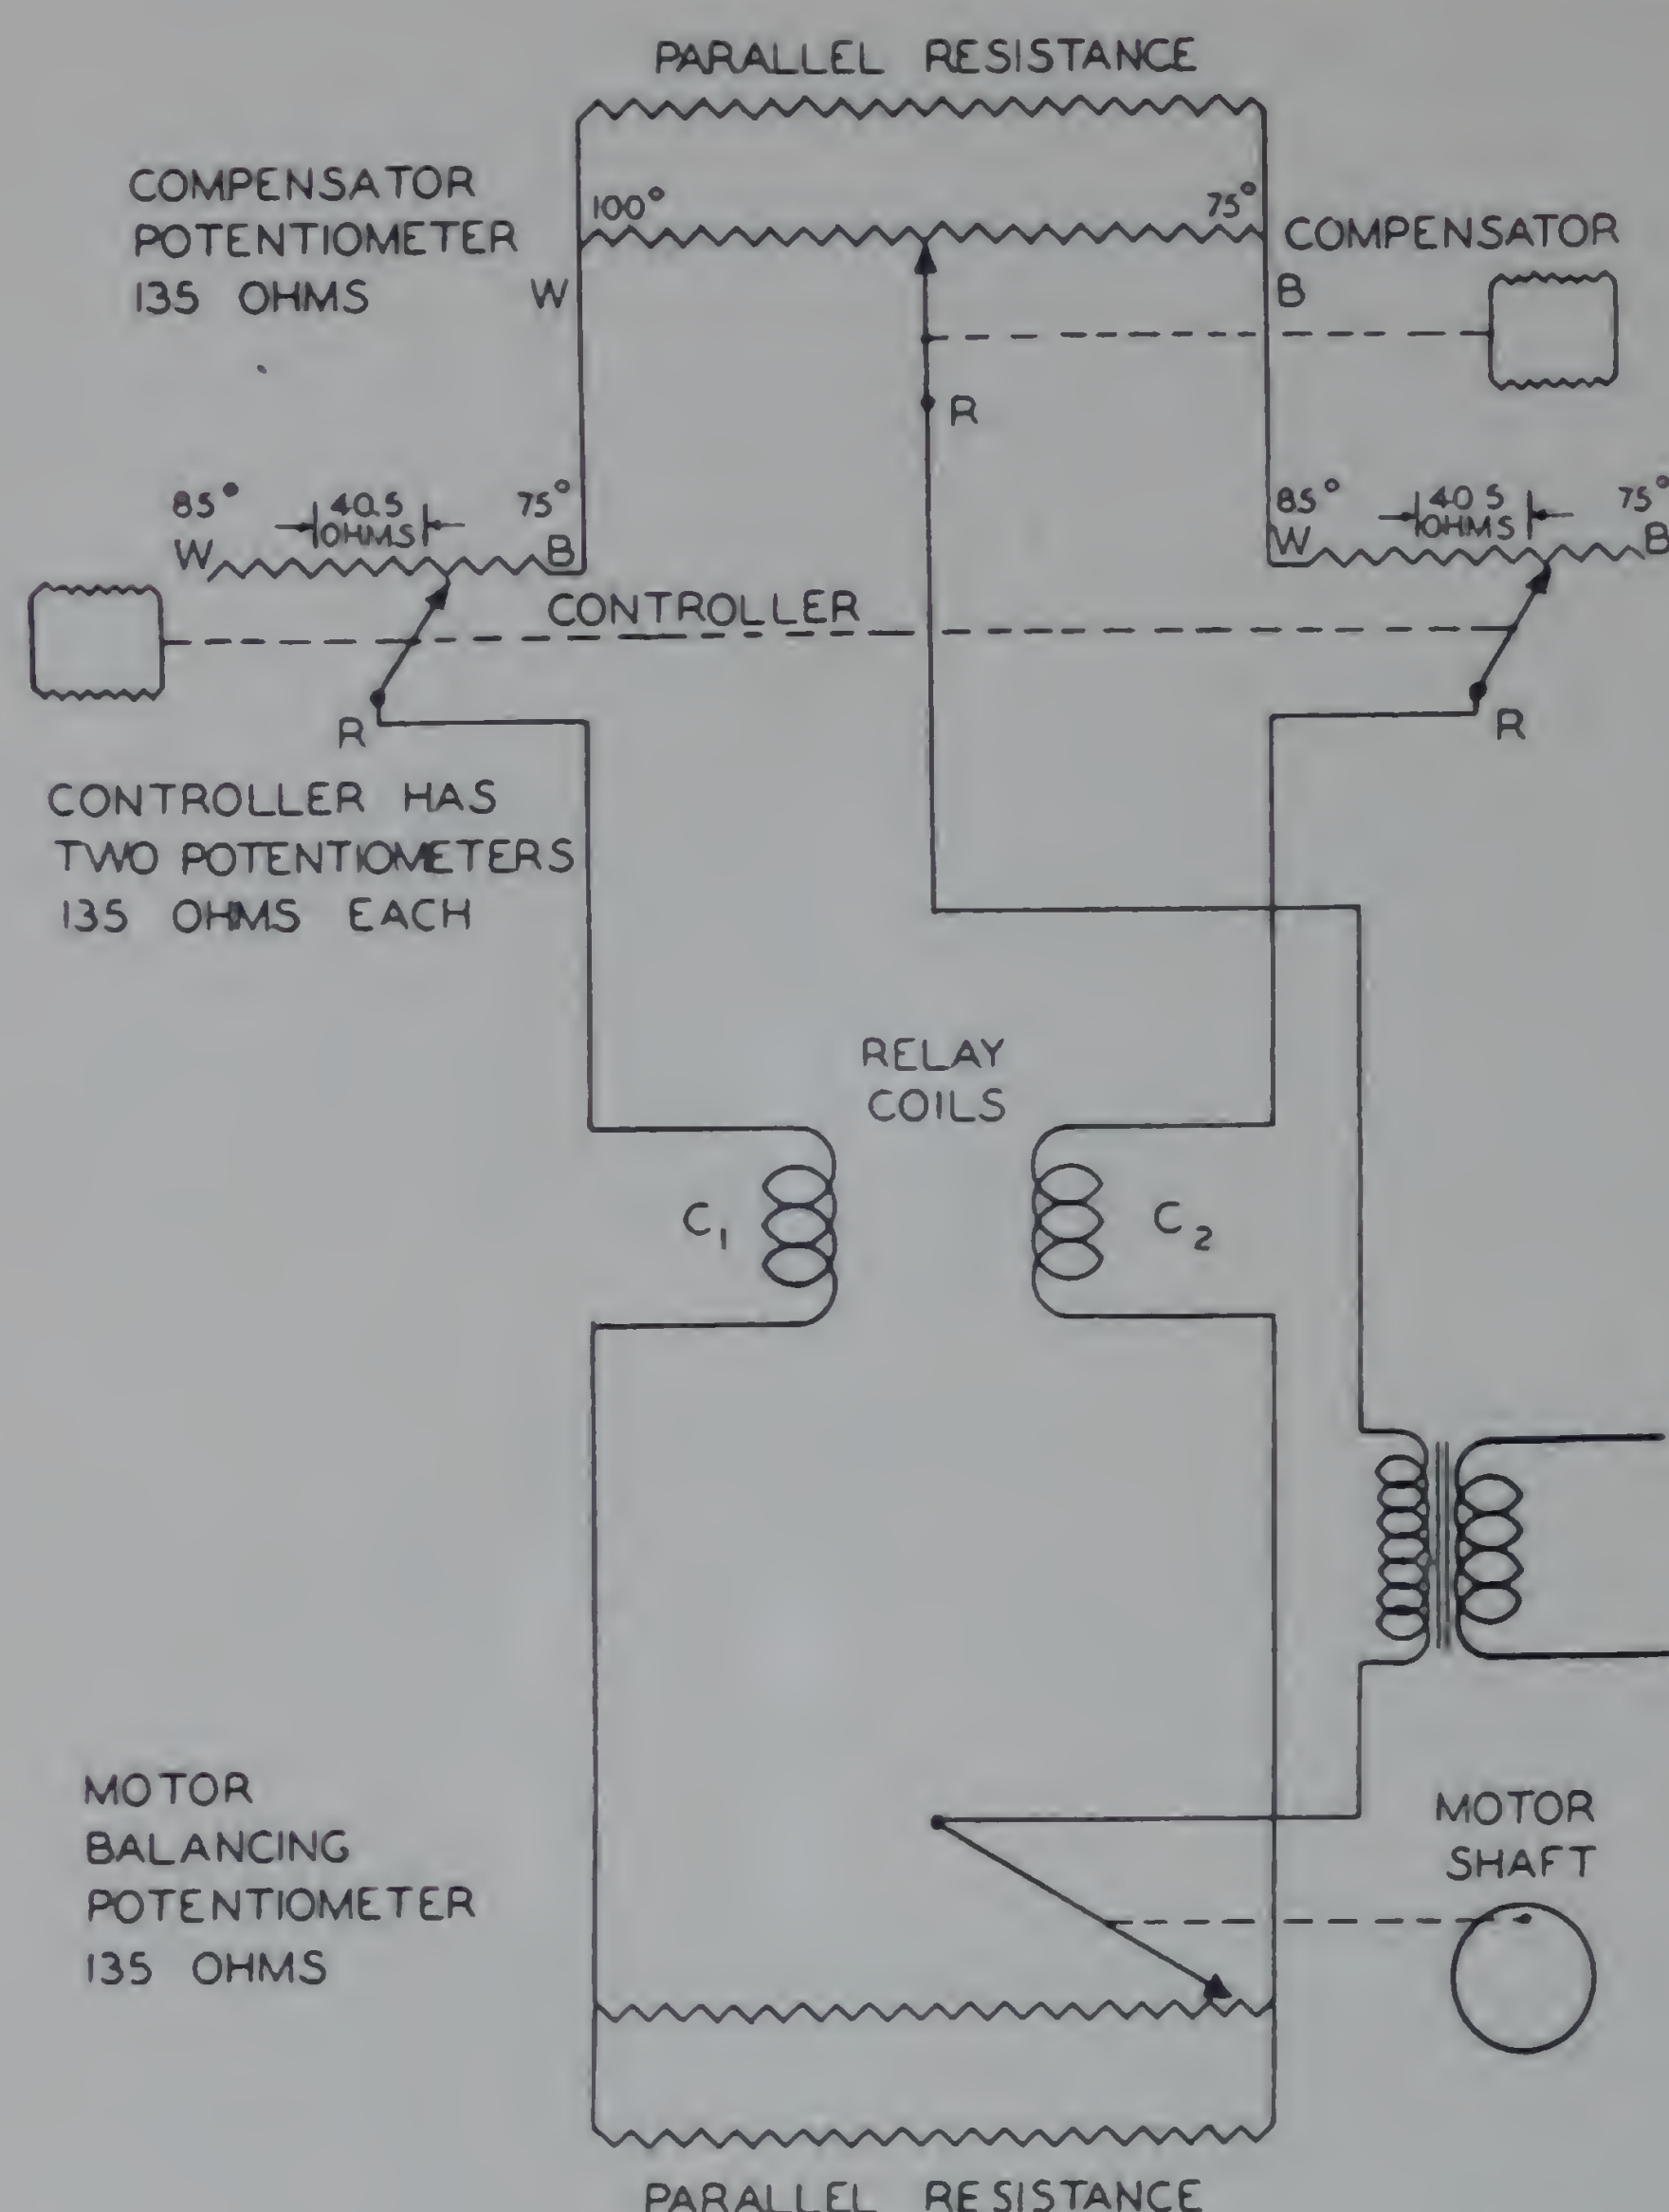 PARALLEL RESISTANCE
COMPENSATOR
POTENTIOMETER
135 OHMS
100°
75°
COMPENSATOR
W
B
R
85°
40.5
OHMS
75°
W
B
85°
40 5
OHMS
75°
W
B
CONTROLLER
R
R
CONTROLLER HAS
TWO POTENTIOMETERS
135 OHMS EACH
RELAY
COILS
C1
C2
MOTOR
BALANCING
POTENTIOMETER
135 OHMS
MOTOR
SHAFT
PARALLEL RESISTANCE